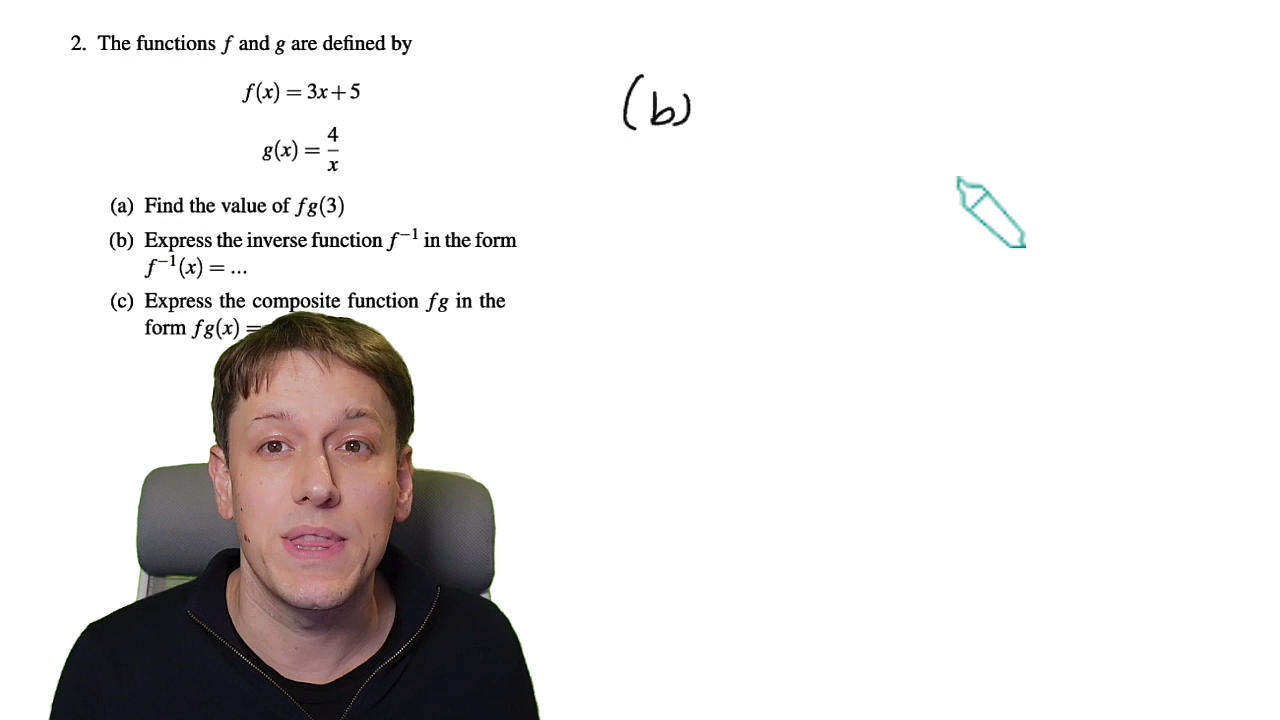 2. The functions f and g are defined by
f(x) = 3x+5
g(x) = 4/x
(a) Find the value of fg(3)
(b) Express the inverse function f⁻¹ in the form
f⁻¹(x) = ...
(c) Express the composite function fg in the
form fg(x) =
(b)